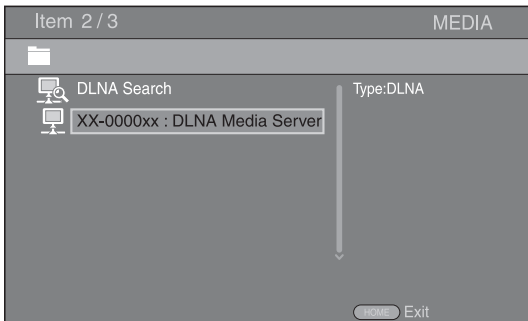 Item 2/3 MEDIA
DLNA Search
Type:DLNA
XX-0000xx : DLNA Media Server
HOME Exit